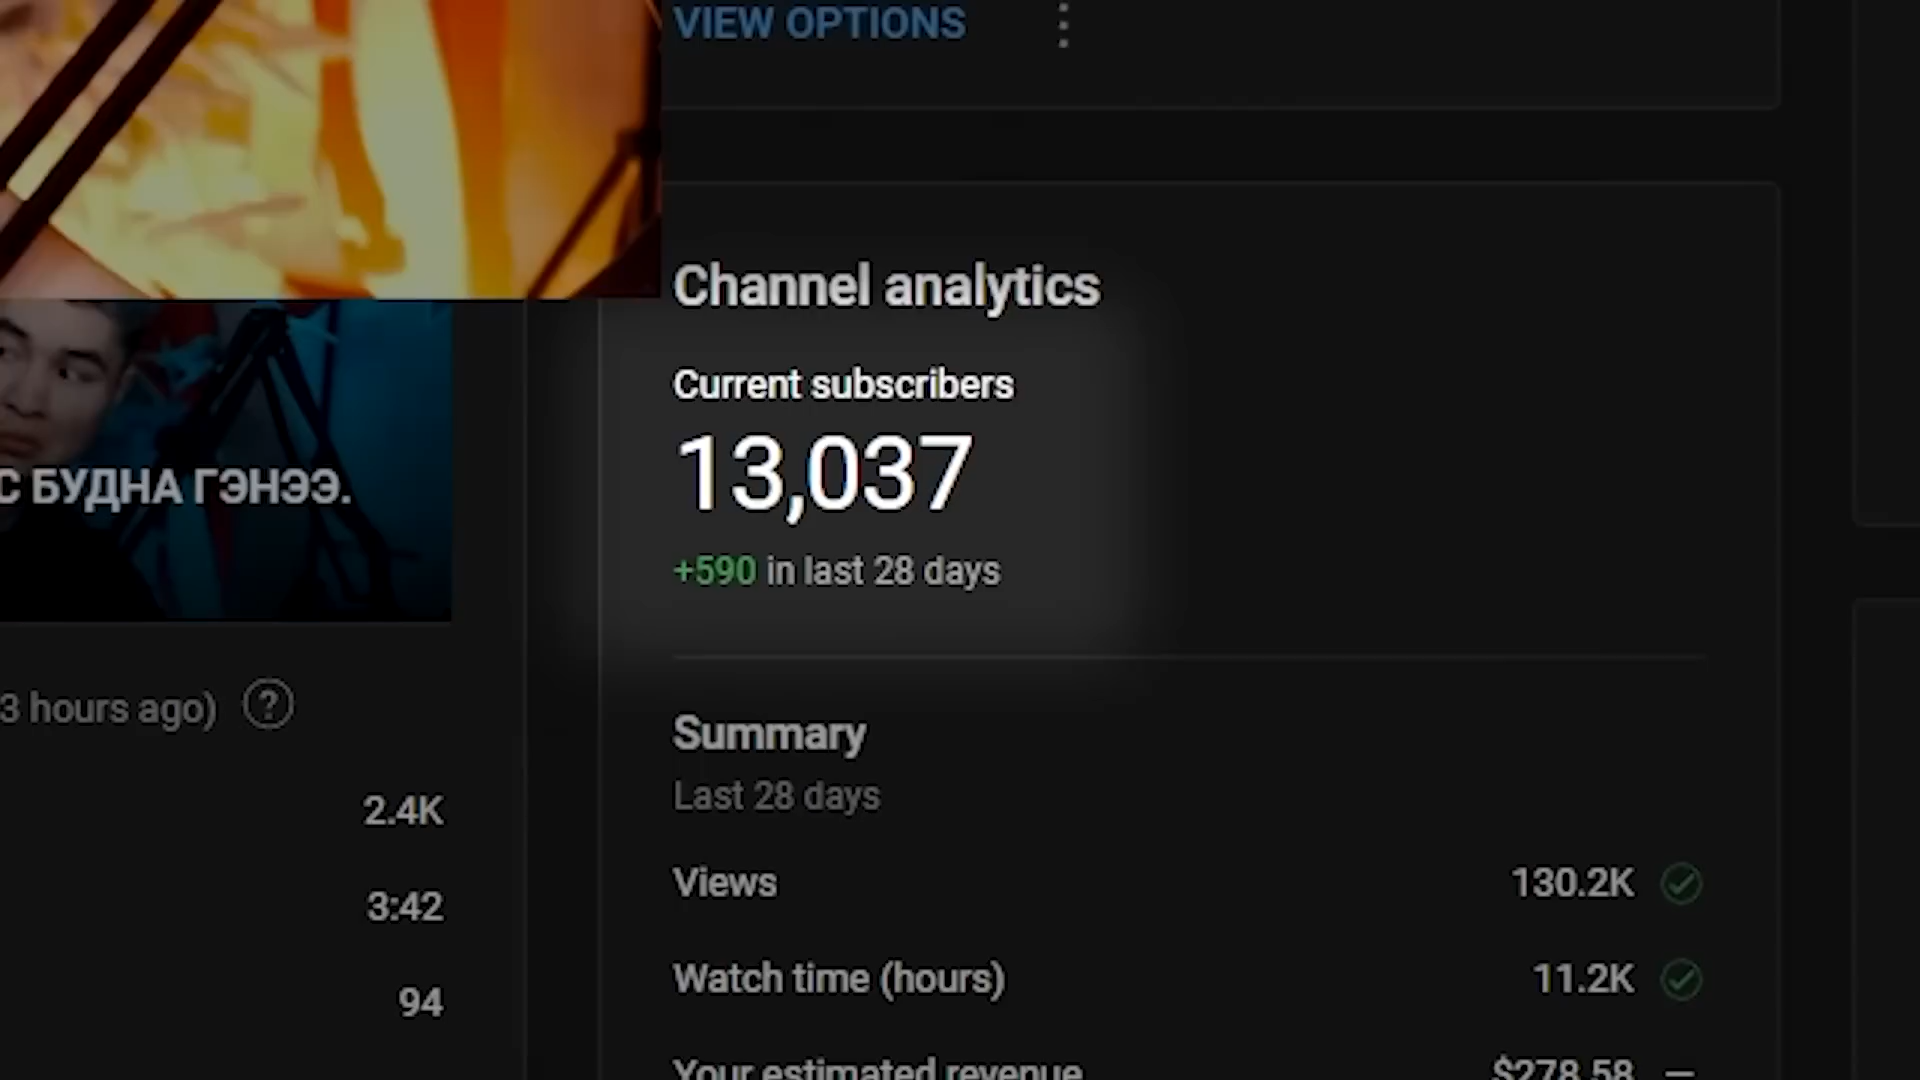 VIEW OPTIONS
Channel analytics
Current subscribers
13,037
+590 in last 28 days
С БУДНА ГЭНЭЭ.
3 hours ago) ?
2.4K
3:42
94
Summary
Last 28 days
Views 130.2K
Watch time (hours) 11.2K
Your estimated revenue $278.58 —